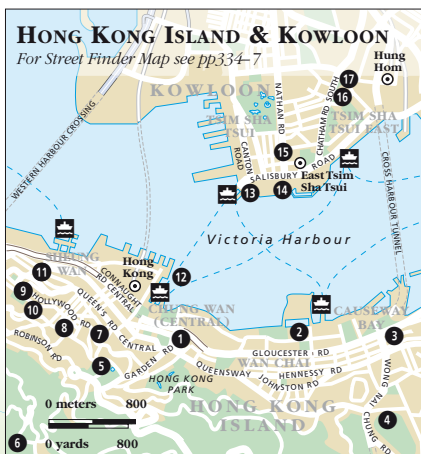 HONG KONG ISLAND & KOWLOON
For Street Finder Map see pp334–7
Hung
Hom
KOWLOON
17
16
WESTERN HARBOUR CROSSING
NATHAN RD
CHATHAM RD SOUTH
TSIM SHA
TSUI
TSIM SHA
TSUI EAST
CANTON
ROAD
15
SALISBURY ROAD
East Tsim
Sha Tsui
CROSS HARBOUR TUNNEL
13
14
Victoria Harbour
SHEUNG
WAN
11
Hong
Kong
12
CONNAUGHT
RD CENTRAL
9
10
HOLLYWOOD RD
QUEEN'S RD CENTRAL
CHUNG WAN
(CENTRAL)
CAUSEWAY
BAY
8
7
1
2
3
ROBINSON RD
GLOUCESTER RD
WAN CHAI
5
GARDEN RD
QUEENSWAY
HENNESSY RD
JOHNSTON RD
HONG KONG
PARK
WONG NAI
CHUNG RD
0 meters 800
HONG KONG
ISLAND
4
6
0 yards 800